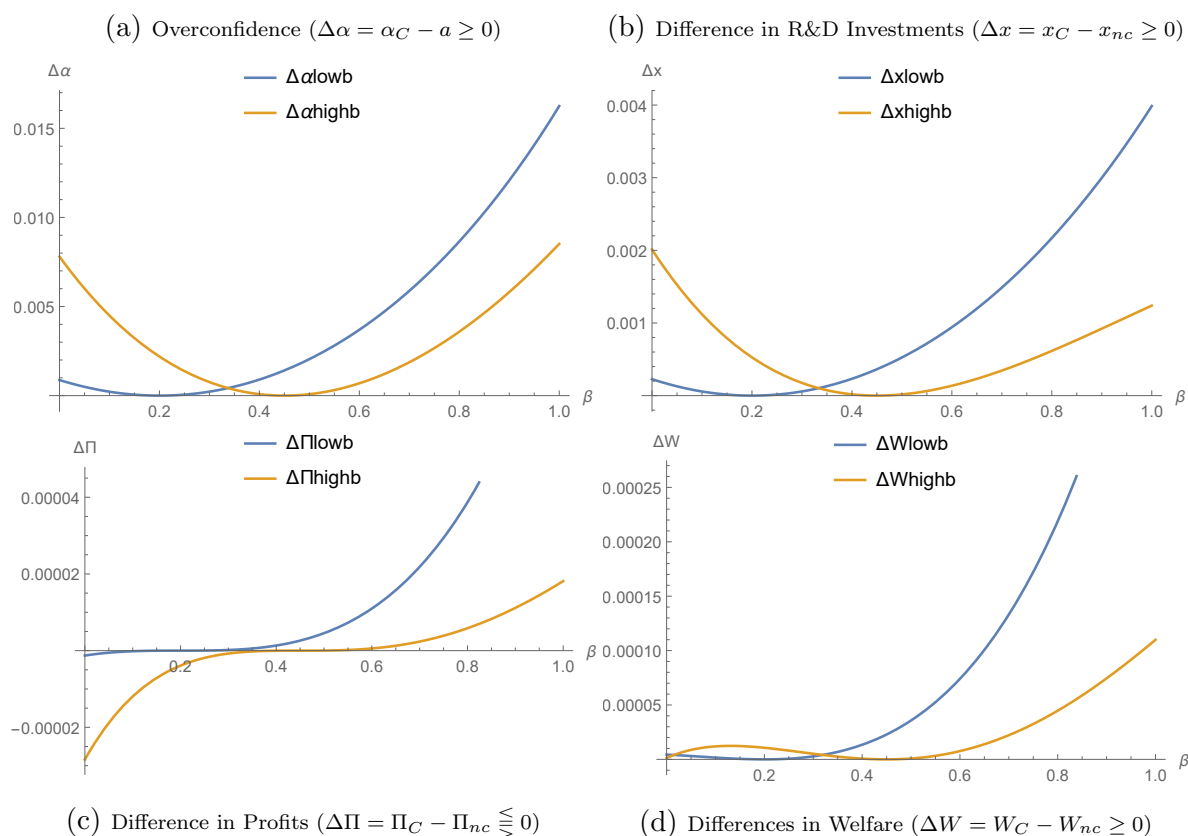 (a) Overconfidence (Δα = α_C − a ≥ 0)
Δα
Δαlowb
Δαhighb
0.015
0.010
0.005
0.2 0.4 0.6 0.8 1.0 β
(b) Difference in R&D Investments (Δx = x_C − x_nc ≥ 0)
Δx
Δxlowb
Δxhighb
0.004
0.003
0.002
0.001
0.2 0.4 0.6 0.8 1.0 β
ΔΠ
ΔΠlowb
ΔΠhighb
0.00004
0.00002
0.2 0.4 0.6 0.8 1.0 β
−0.00002
(c) Difference in Profits (ΔΠ = Π_C − Π_nc ⪋ 0)
ΔW
ΔWlowb
ΔWhighb
0.00025
0.00020
0.00015
0.00010
0.00005
0.0 0.2 0.4 0.6 0.8 1.0 β
(d) Differences in Welfare (ΔW = W_C − W_nc ≥ 0)